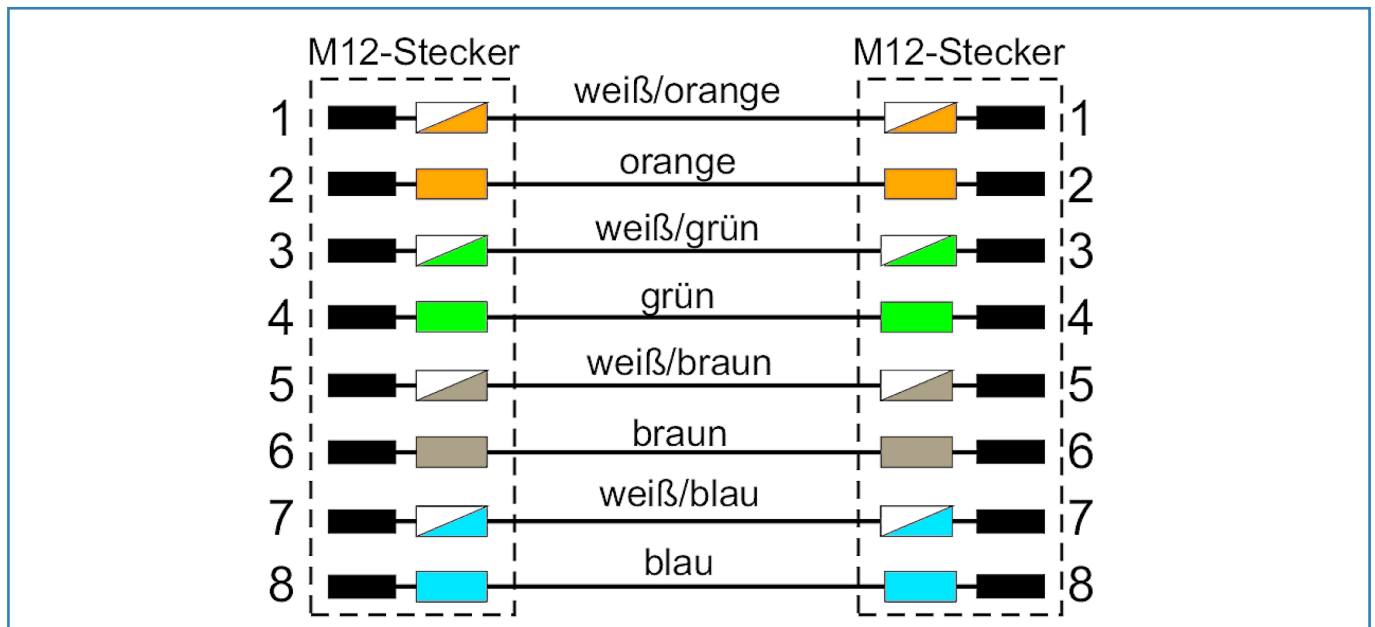 M12-Stecker M12-Stecker
1 weiß/orange 1
2 orange 2
3 weiß/grün 3
4 grün 4
5 weiß/braun 5
6 braun 6
7 weiß/blau 7
8 blau 8